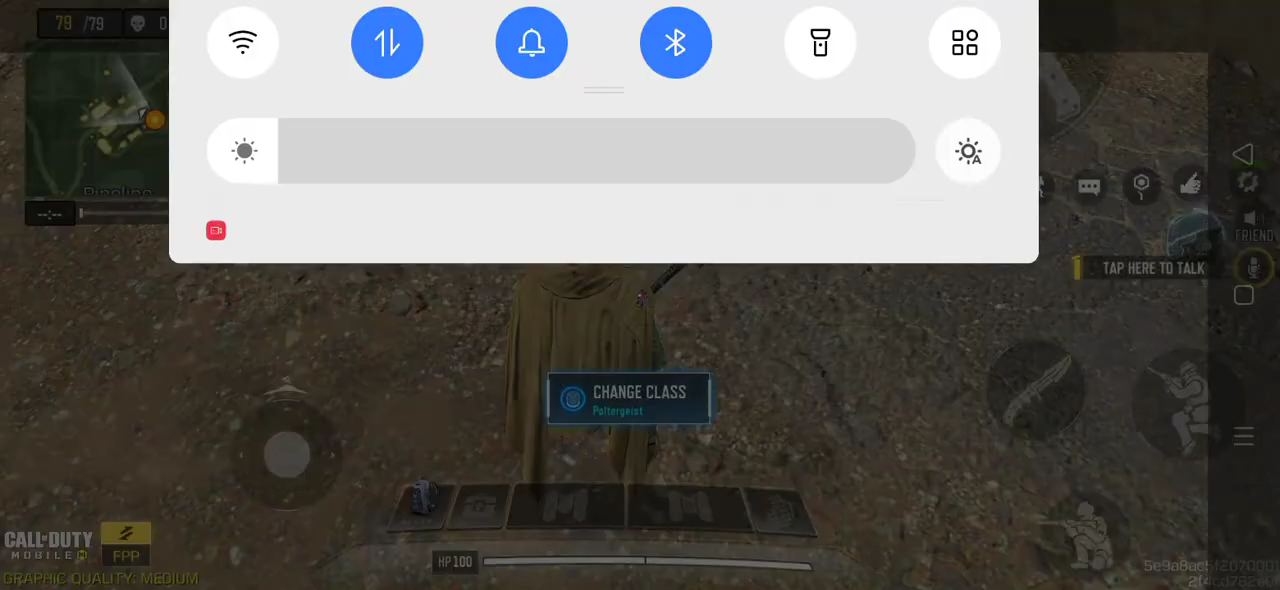 79 /79
0
Pipeline
--:--
FRIEND
TAP HERE TO TALK
CHANGE CLASS
Poltergeist
CALL·DUTY
MOBILE
FPP
HP 100
GRAPHIC QUALITY: MEDIUM